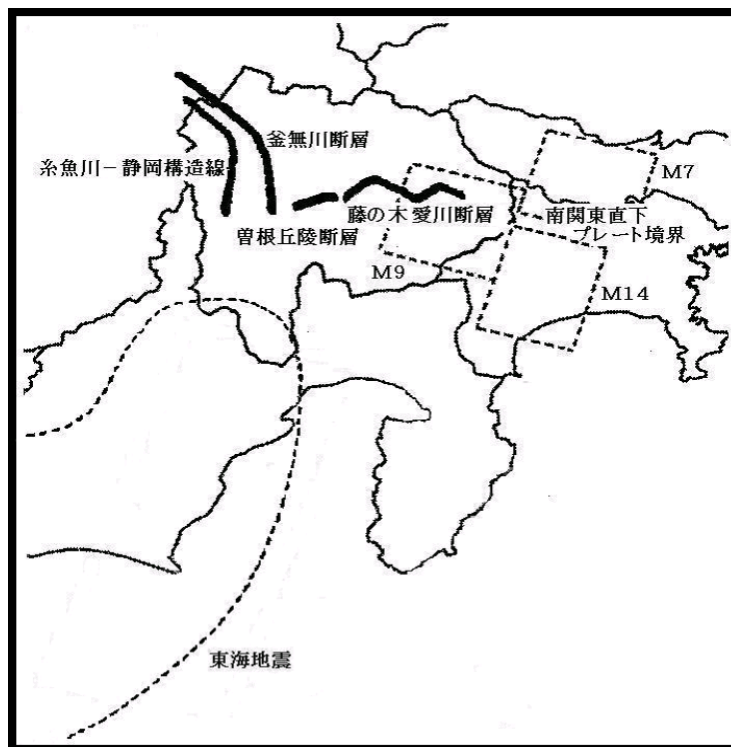 釜無川断層
糸魚川－静岡構造線
M7
藤の木愛川断層
南関東直下
プレート境界
曽根丘陵断層
M9
M14
東海地震